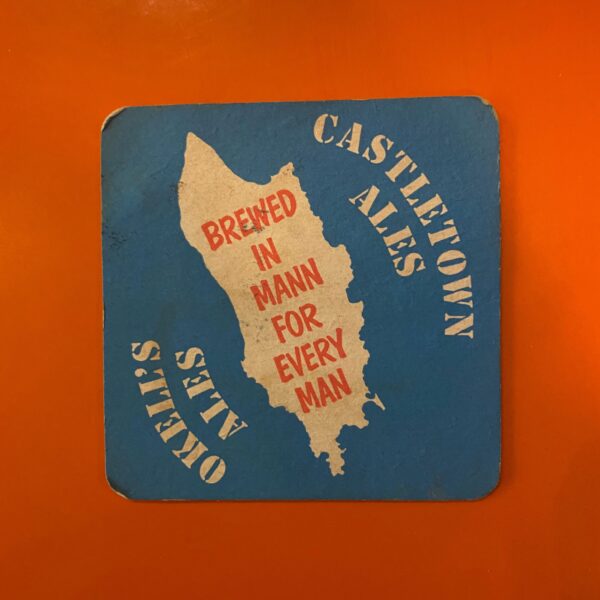 CASTLETOWN
ALES
BREWED
IN
MANN
FOR
EVERY
MAN
OKELL'S
ALES